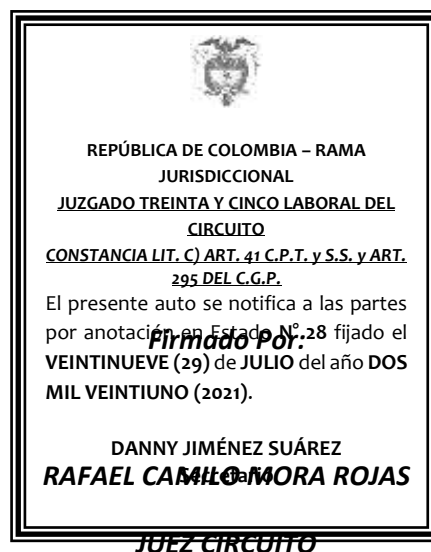 REPÚBLICA DE COLOMBIA – RAMA
JURISDICCIONAL
JUZGADO TREINTA Y CINCO LABORAL DEL
CIRCUITO
CONSTANCIA LIT. C) ART. 41 C.P.T. y S.S. y ART.
295 DEL C.G.P.
El presente auto se notifica a las partes
por anotación en Estado N° 28 fijado el
Firmado Por:
VEINTINUEVE (29) de JULIO del año DOS
MIL VEINTIUNO (2021).
DANNY JIMÉNEZ SUÁREZ
Secretario
RAFAEL CAMILO MORA ROJAS
JUEZ CIRCUITO